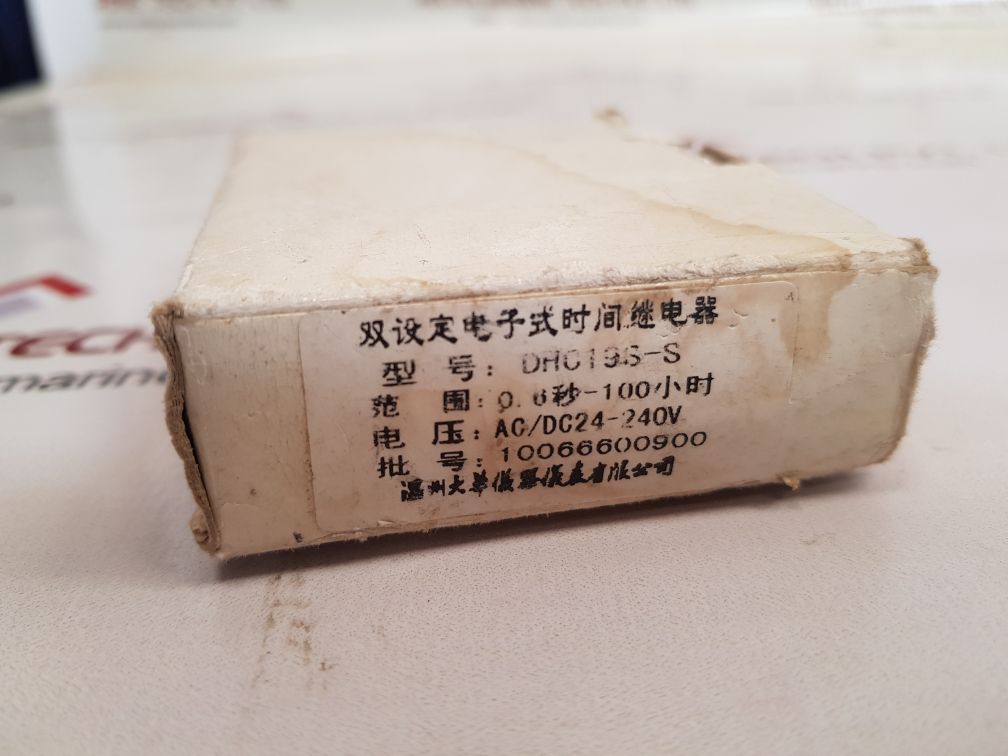 双设定电子式时间继电器
型 号：DHC19S-S
范 围：0.6秒-100小时
电 压：AC/DC24-240V
批 号：10066600900
温州大华仪器仪表有限公司
TECH
marine